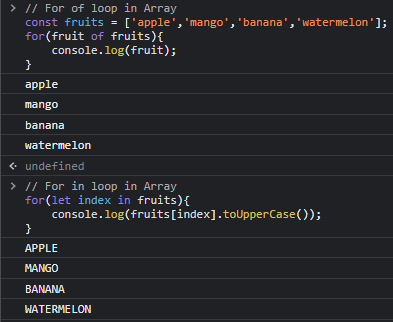 // For of loop in Array
const fruits = ['apple','mango','banana','watermelon'];
for(fruit of fruits){
    console.log(fruit);
}
apple
mango
banana
watermelon
undefined
// For in loop in Array
for(let index in fruits){
    console.log(fruits[index].toUpperCase());
}
APPLE
MANGO
BANANA
WATERMELON